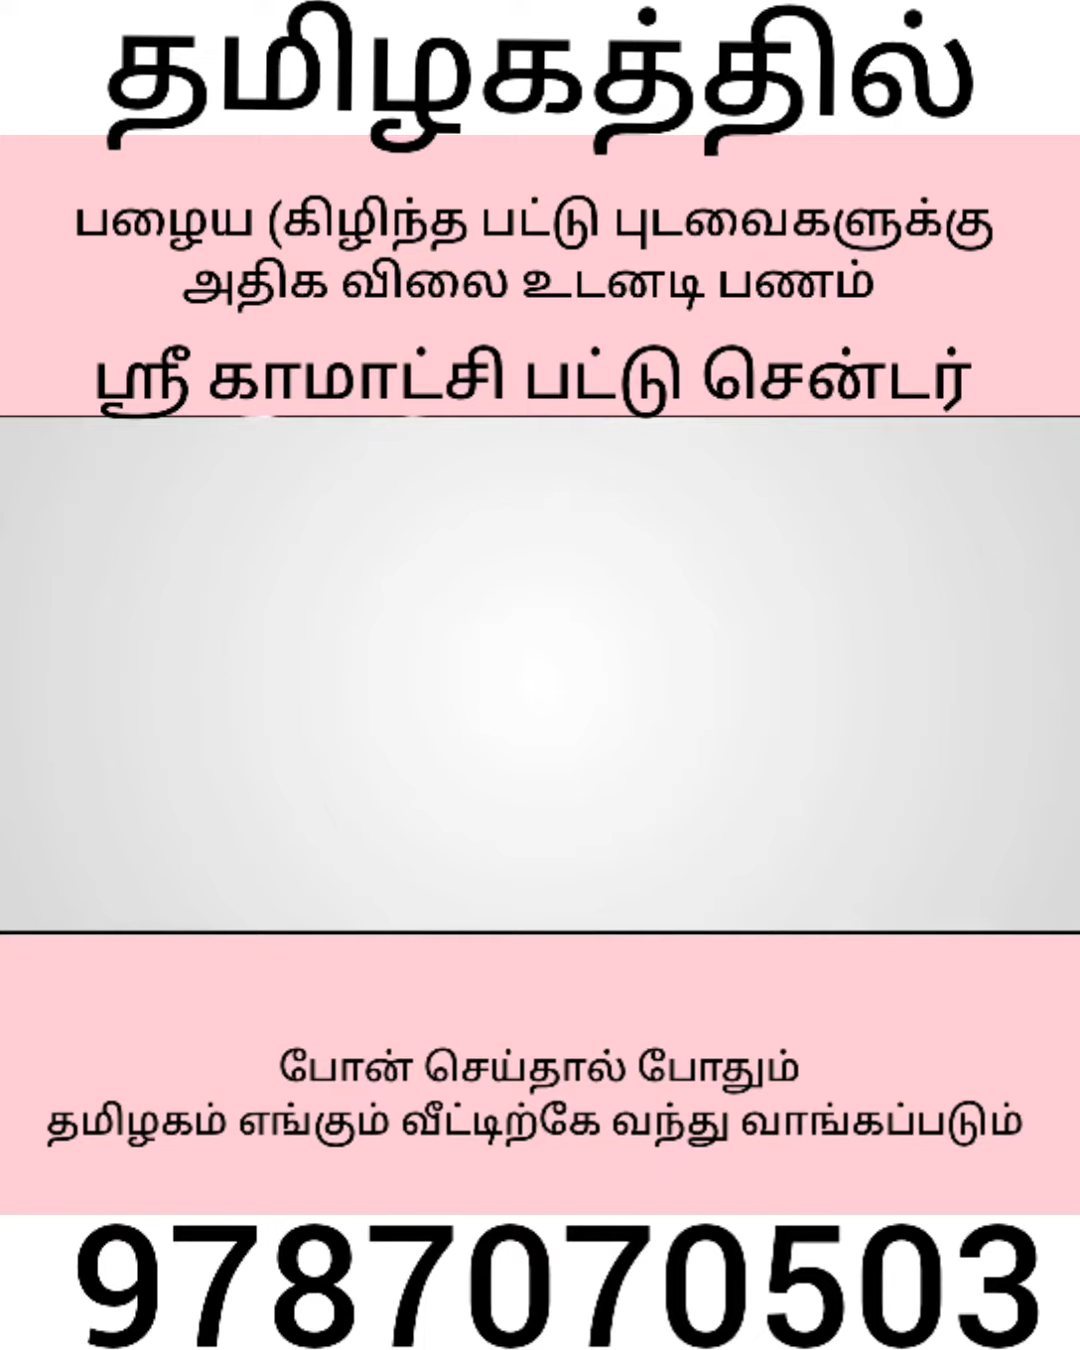 தமிழகத்தில்
பழைய (கிழிந்த பட்டு புடவைகளுக்கு
அதிக விலை உடனடி பணம்
ஸ்ரீ காமாட்சி பட்டு சென்டர்
போன் செய்தால் போதும்
தமிழகம் எங்கும் வீட்டிற்கே வந்து வாங்கப்படும்
9787070503